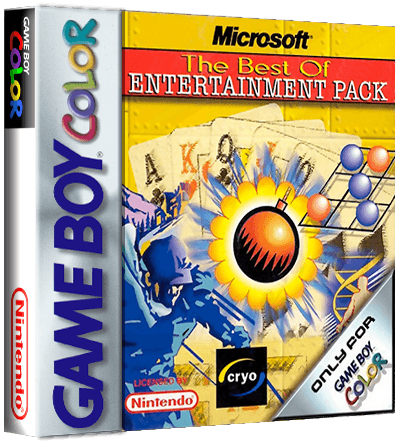 GAME BOY
COLOR
Nintendo
GAME BOY COLOR
Microsoft®
The Best Of
ENTERTAINMENT PACK
A
K
Q
J
LICENSED BY
Nintendo
cryo
ONLY FOR
GAME BOY
COLOR